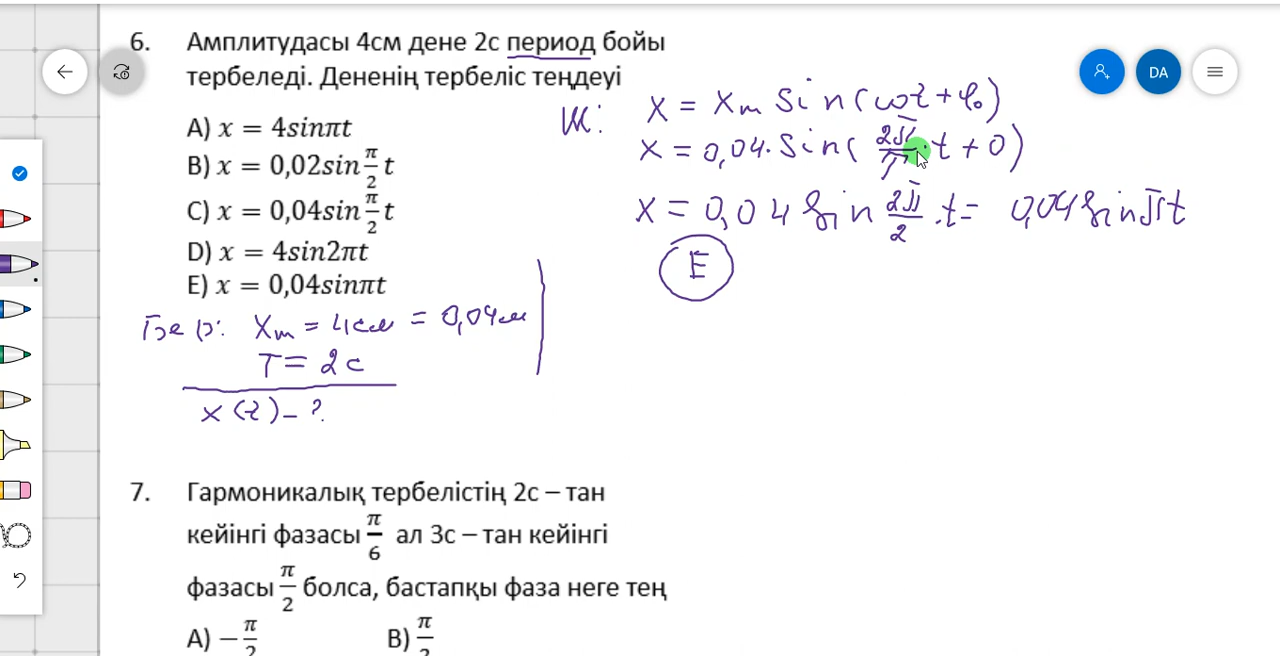 6. Амплитудасы 4см дене 2с период бойы
тербеледі. Дененің тербеліс теңдеуі
A) x = 4sinπt
B) x = 0,02sin π/2 t
C) x = 0,04sin π/2 t
D) x = 4sin2πt
E) x = 0,04sinπt
Бер: Xm = 4см = 0,04м
T = 2c
x(t) – ?
Ш: X = Xm Sin(ωt + φ₀)
X = 0,04 · Sin(2π/T · t + 0)
X = 0,04 Sin 2π/2 · t = 0,04 Sin πt
E
DA
7. Гармоникалық тербелістің 2с – тан
кейінгі фазасы π/6 ал 3с – тан кейінгі
фазасы π/2 болса, бастапқы фаза неге тең
A) −π/2 B) π/2